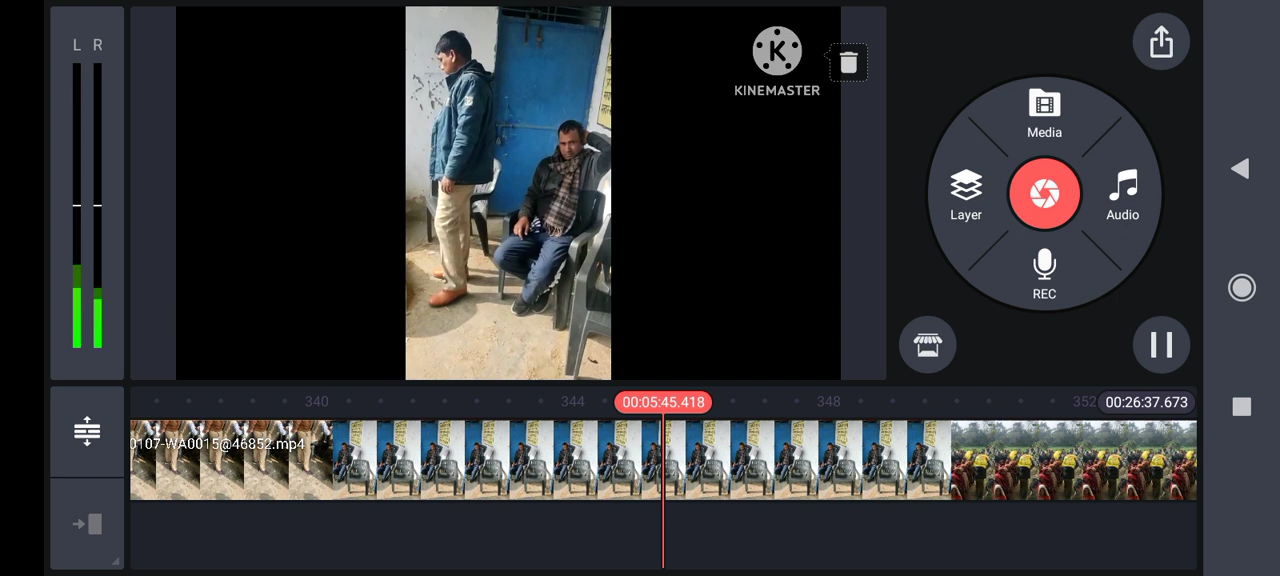 L R
KINEMASTER
Media
Layer
Audio
REC
340
344
00:05:45.418
348
352
00:26:37.673
0107-WA0015@46852.mp4